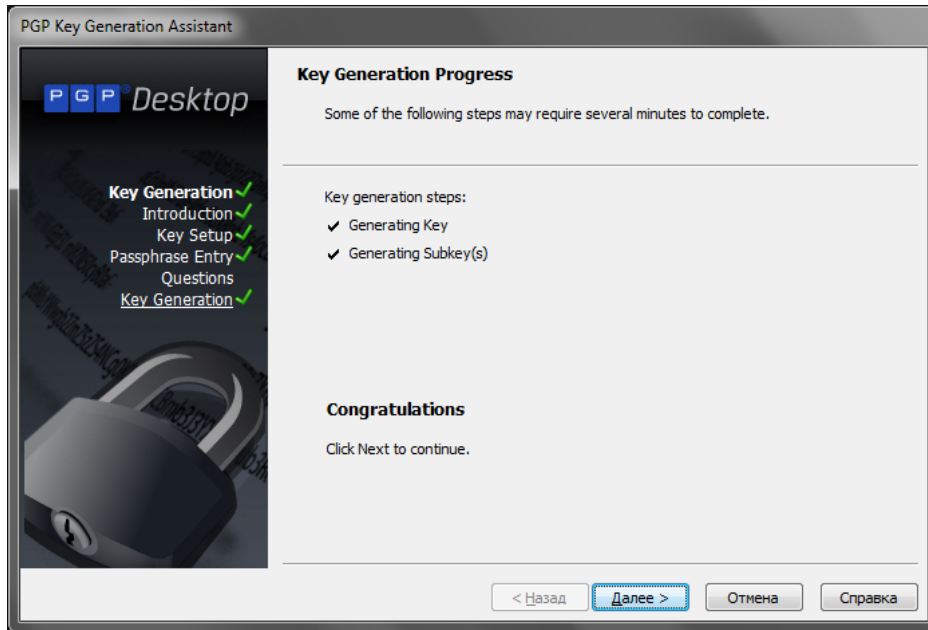 PGP Key Generation Assistant
PGP® Desktop
Key Generation
Introduction
Key Setup
Passphrase Entry
Questions
Key Generation
Key Generation Progress
Some of the following steps may require several minutes to complete.
Key generation steps:
Generating Key
Generating Subkey(s)
Congratulations
Click Next to continue.
< Назад
Далее >
Отмена
Справка